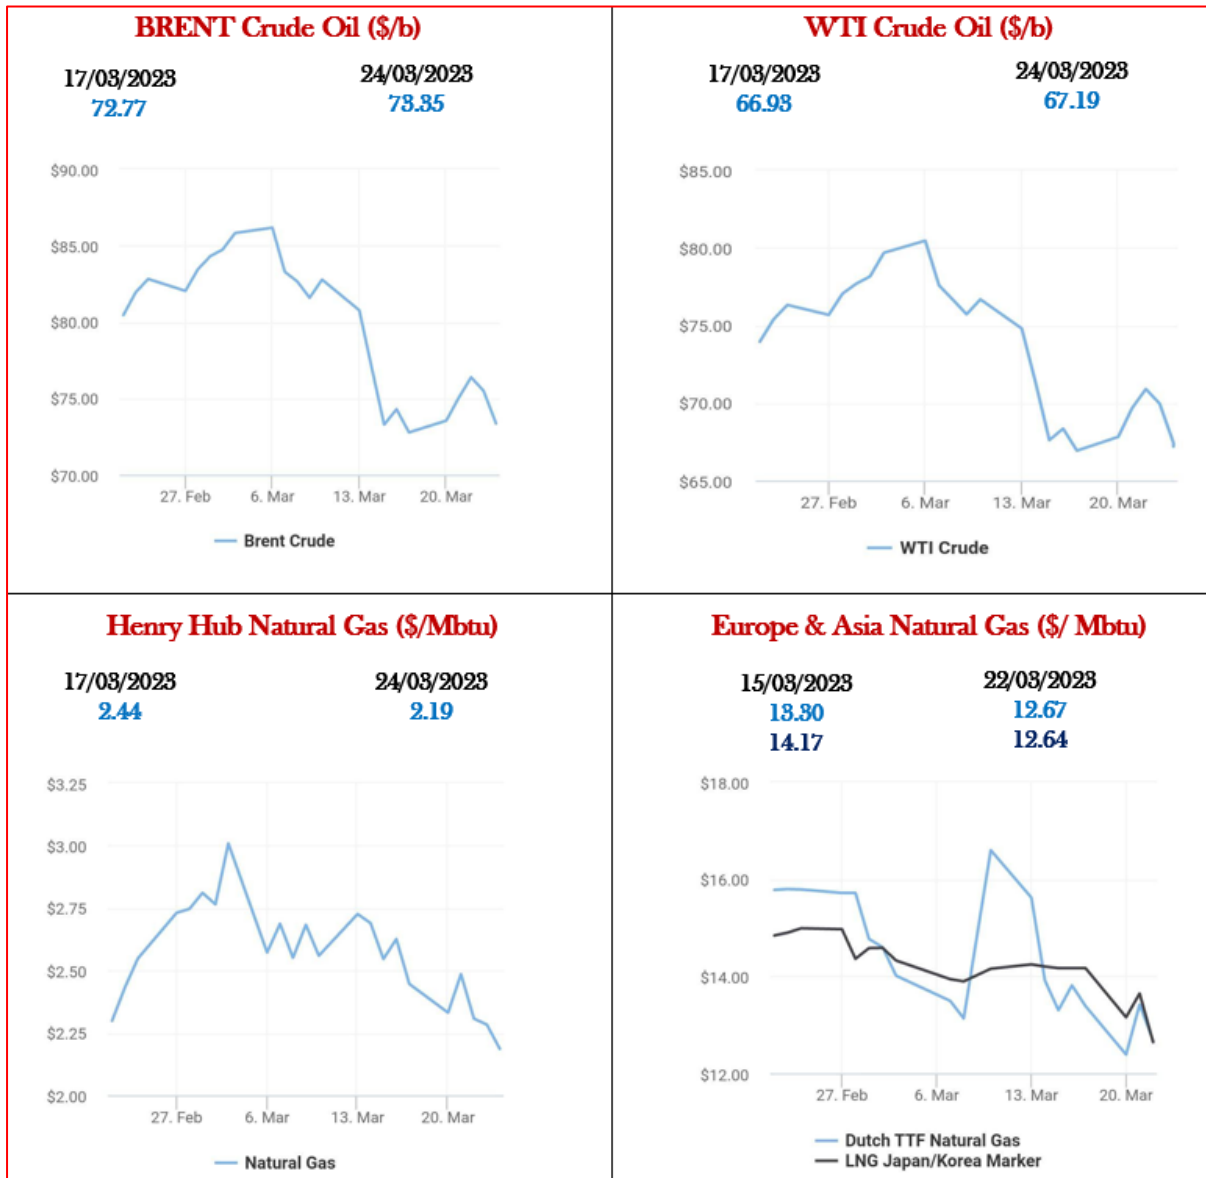 BRENT Crude Oil ($/b)
17/03/2023 24/03/2023
72.77 73.35
$90.00
$85.00
$80.00
$75.00
$70.00
27. Feb 6. Mar 13. Mar 20. Mar
Brent Crude
WTI Crude Oil ($/b)
17/03/2023 24/03/2023
66.93 67.19
$85.00
$80.00
$75.00
$70.00
$65.00
27. Feb 6. Mar 13. Mar 20. Mar
WTI Crude
Henry Hub Natural Gas ($/Mbtu)
17/03/2023 24/03/2023
2.44 2.19
$3.25
$3.00
$2.75
$2.50
$2.25
$2.00
27. Feb 6. Mar 13. Mar 20. Mar
Natural Gas
Europe & Asia Natural Gas ($/ Mbtu)
15/03/2023 22/03/2023
13.30 12.67
14.17 12.64
$18.00
$16.00
$14.00
$12.00
27. Feb 6. Mar 13. Mar 20. Mar
Dutch TTF Natural Gas
LNG Japan/Korea Marker